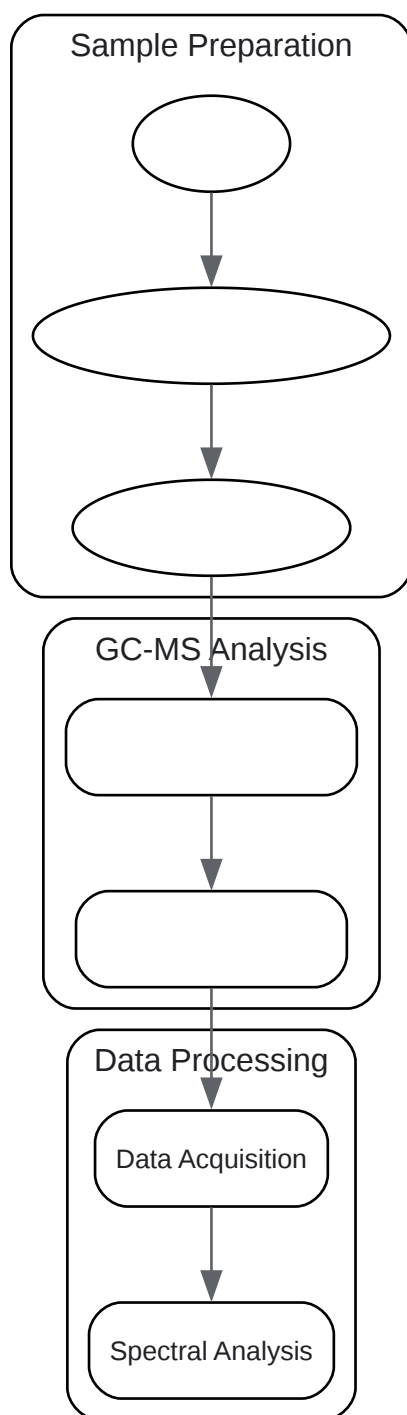 Sample Preparation
GC-MS Analysis
Data Processing
Data Acquisition
Spectral Analysis